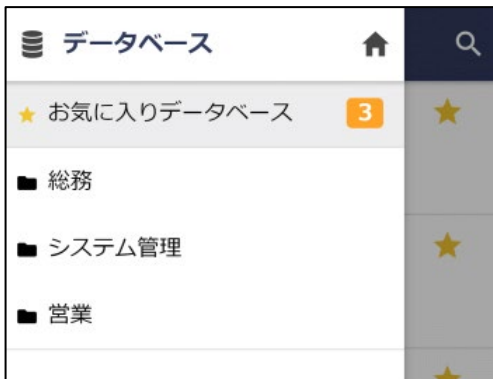 データベース
お気に入りデータベース 3
総務
システム管理
営業